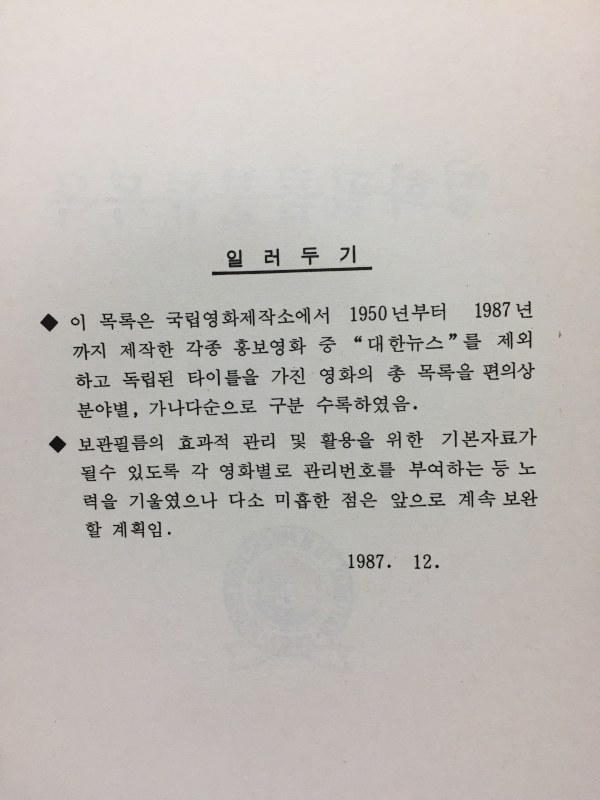 일 러 두 기
◆ 이 목록은 국립영화제작소에서 1950년부터 1987년
까지 제작한 각종 홍보영화 중 “대한뉴스”를 제외
하고 독립된 타이틀을 가진 영화의 총 목록을 편의상
분야별, 가나다순으로 구분 수록하였음.
◆ 보관필름의 효과적 관리 및 활용을 위한 기본자료가
될수 있도록 각 영화별로 관리번호를 부여하는 등 노
력을 기울였으나 다소 미흡한 점은 앞으로 계속 보완
할 계획임.
1987. 12.